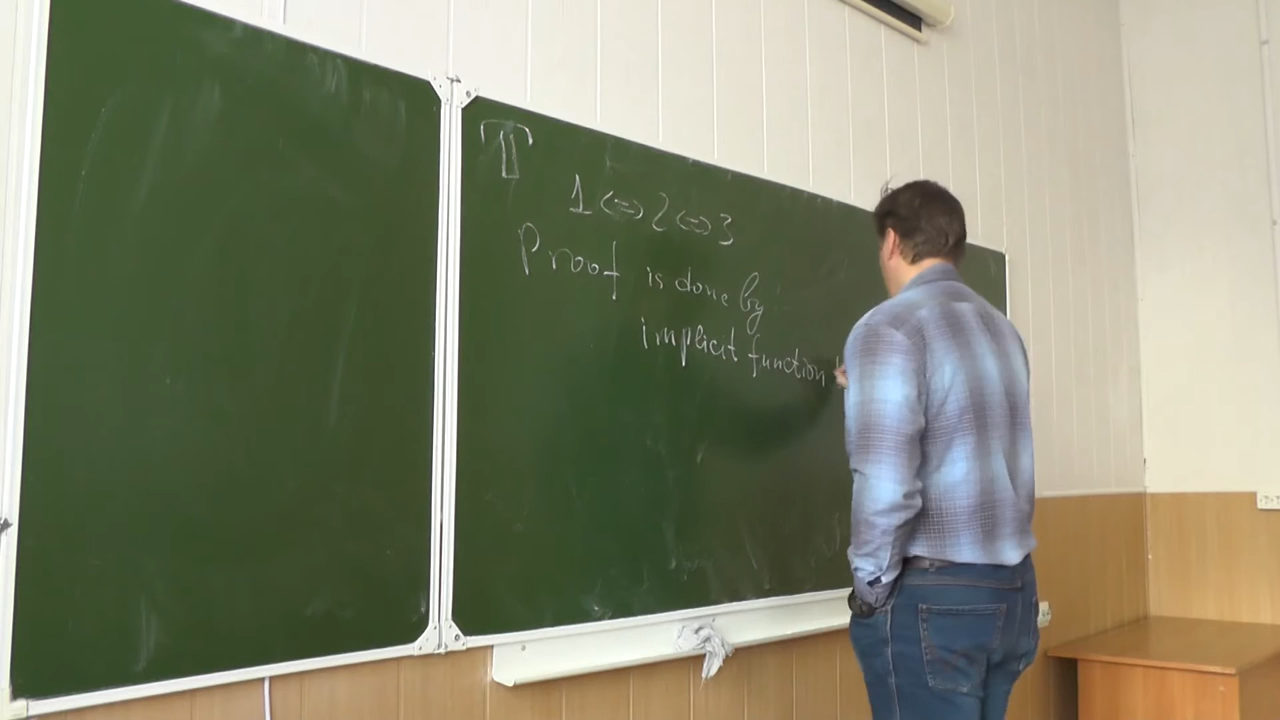 T
1 <=> 2 <=> 3
Proof is done by
implicit function